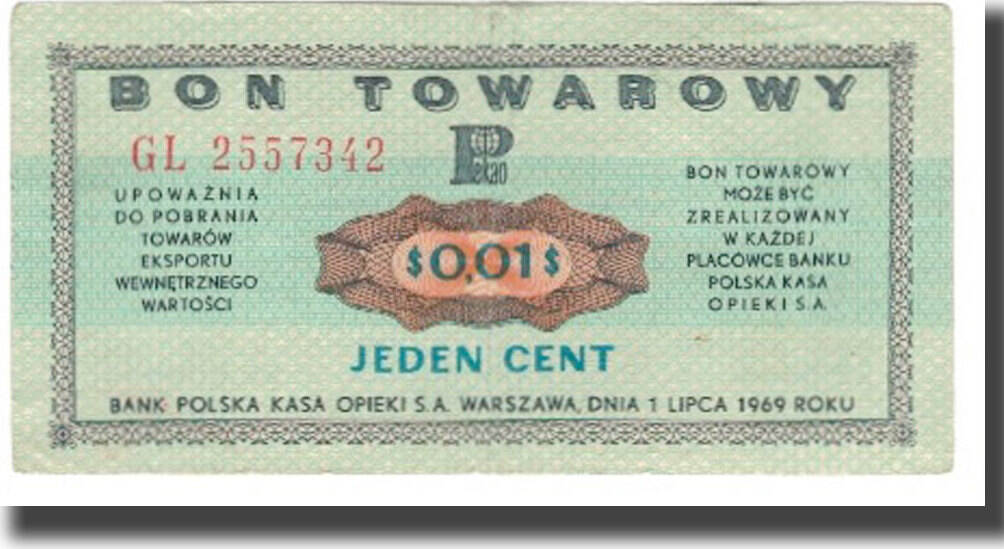 BON TOWAROWY
GL 2557342
Pekao
UPOWAŻNIA
DO POBRANIA
TOWARÓW
EKSPORTU
WEWNĘTRZNEGO
WARTOŚCI
$0,01$
BON TOWAROWY
MOŻE BYĆ
ZREALIZOWANY
W KAŻDEJ
PLACÓWCE BANKU
POLSKA KASA
OPIEKI S.A.
JEDEN CENT
BANK POLSKA KASA OPIEKI S.A. WARSZAWA, DNIA 1 LIPCA 1969 ROKU